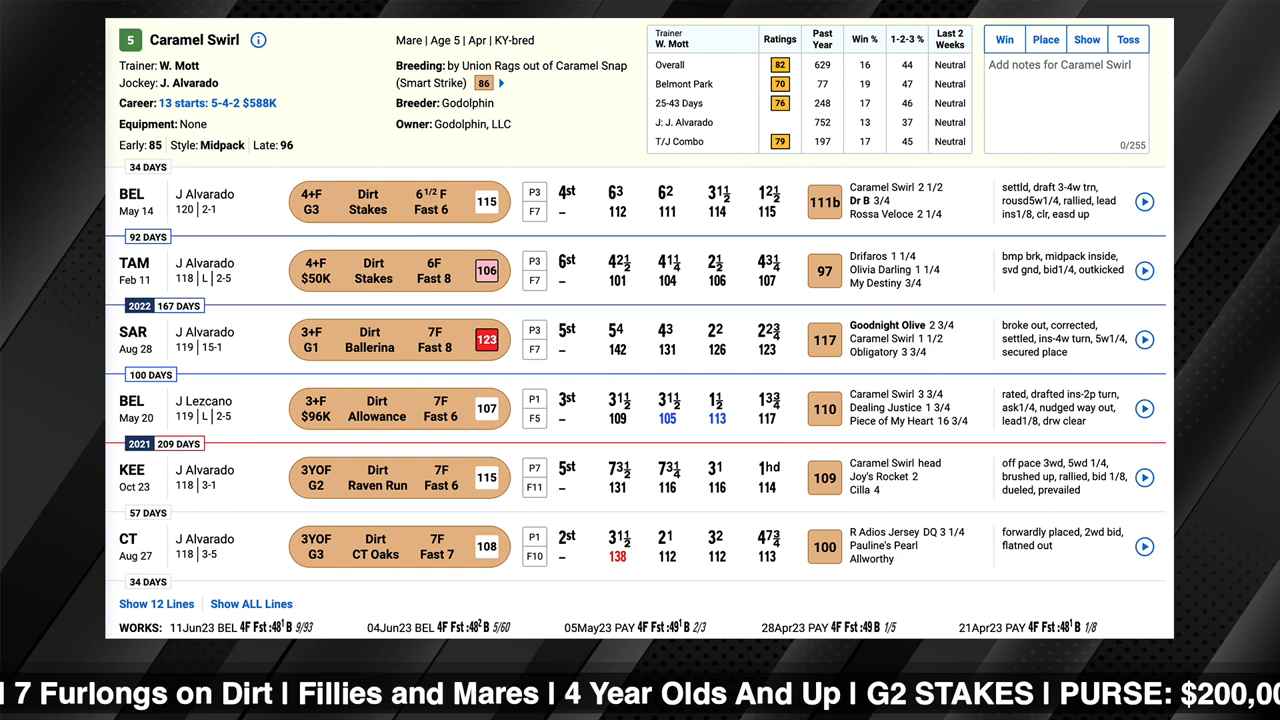 5 Caramel Swirl
Mare | Age 5 | Apr | KY-bred
Trainer: W. Mott
Jockey: J. Alvarado
Career: 13 starts: 5-4-2 $588K
Equipment: None
Early: 85 Style: Midpack Late: 96
Breeding: by Union Rags out of Caramel Snap
(Smart Strike) 86
Breeder: Godolphin
Owner: Godolphin, LLC
Trainer W. Mott Ratings Past Year Win % 1-2-3 % Last 2 Weeks
Overall 82 629 16 44 Neutral
Belmont Park 70 77 19 47 Neutral
25-43 Days 76 248 17 46 Neutral
J: J. Alvarado 752 13 37 Neutral
T/J Combo 79 197 17 45 Neutral
Win Place Show Toss
Add notes for Caramel Swirl
0/255
34 DAYS
BEL J Alvarado 4+F Dirt 6 1/2 F 115 P3 4st 63 62 3 1 1/2 1 2 1/2 111b Caramel Swirl 2 1/2 settld, draft 3-4w trn,
May 14 120 | 2-1 G3 Stakes Fast 6 F7 – 112 111 114 115 Dr B 3/4 rousd5w1/4, rallied, lead
Rossa Veloce 2 1/4 ins1/8, clr, easd up
92 DAYS
TAM J Alvarado 4+F Dirt 6F 106 P3 6st 4 2 1/2 4 1 1/4 2 1/2 4 3 1/4 97 Drifaros 1 1/4 bmp brk, midpack inside,
Feb 11 118 | L | 2-5 $50K Stakes Fast 8 F7 – 101 104 106 107 Olivia Darling 1 1/4 svd gnd, bid1/4, outkicked
My Destiny 3/4
2022 167 DAYS
SAR J Alvarado 3+F Dirt 7F 123 P3 5st 54 43 22 2 2 3/4 117 Goodnight Olive 2 3/4 broke out, corrected,
Aug 28 119 | 15-1 G1 Ballerina Fast 8 F7 – 142 131 126 123 Caramel Swirl 1 1/2 settled, ins-4w turn, 5w1/4,
Obligatory 3 3/4 secured place
100 DAYS
BEL J Lezcano 3+F Dirt 7F 107 P1 3st 3 1 1/2 3 1 1/2 1 1/2 1 3 3/4 110 Caramel Swirl 3 3/4 rated, drafted ins-2p turn,
May 20 119 | L | 2-5 $96K Allowance Fast 6 F5 – 109 105 113 117 Dealing Justice 1 3/4 ask1/4, nudged way out,
Piece of My Heart 16 3/4 lead1/8, drw clear
2021 209 DAYS
KEE J Alvarado 3YOF Dirt 7F 115 P7 5st 7 3 1/2 7 3 1/4 31 1hd 109 Caramel Swirl head off pace 3wd, 5wd 1/4,
Oct 23 118 | 3-1 G2 Raven Run Fast 6 F11 – 131 116 116 114 Joy's Rocket 2 brushed up, rallied, bid 1/8,
Cilla 4 dueled, prevailed
57 DAYS
CT J Alvarado 3YOF Dirt 7F 108 P1 2st 3 1 1/2 21 32 4 7 3/4 100 R Adios Jersey DQ 3 1/4 forwardly placed, 2wd bid,
Aug 27 118 | 3-5 G3 CT Oaks Fast 7 F10 – 138 112 112 113 Pauline's Pearl flatned out
Allworthy
34 DAYS
Show 12 Lines | Show ALL Lines
WORKS: 11Jun23 BEL 4F Fst :48¹ B 9/93 04Jun23 BEL 4F Fst :48² B 5/60 05May23 PAY 4F Fst :49¹ B 2/3 28Apr23 PAY 4F Fst :49 B 1/5 21Apr23 PAY 4F Fst :48¹ B 1/8
l 7 Furlongs on Dirt l Fillies and Mares l 4 Year Olds And Up l G2 STAKES l PURSE: $200,00